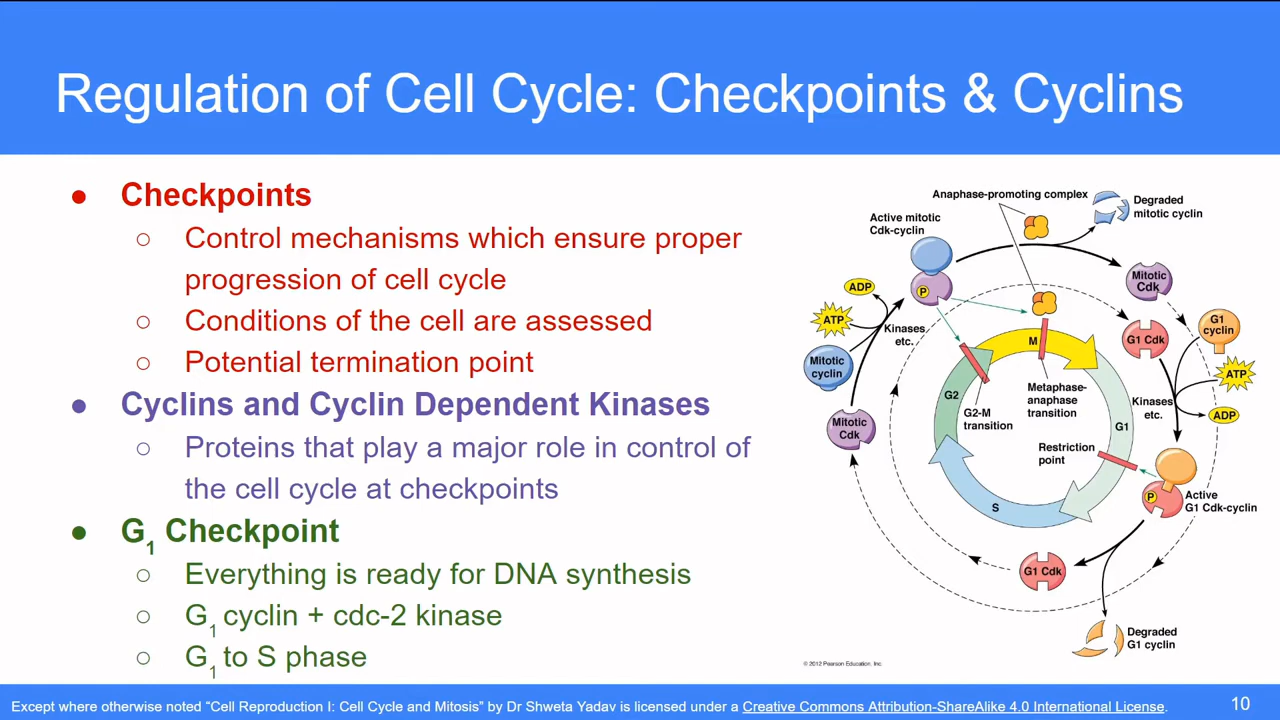 Regulation of Cell Cycle: Checkpoints & Cyclins
● Checkpoints
○ Control mechanisms which ensure proper
progression of cell cycle
○ Conditions of the cell are assessed
○ Potential termination point
● Cyclins and Cyclin Dependent Kinases
○ Proteins that play a major role in control of
the cell cycle at checkpoints
● G1 Checkpoint
○ Everything is ready for DNA synthesis
○ G1 cyclin + cdc-2 kinase
○ G1 to S phase
Anaphase-promoting complex
Degraded
mitotic cyclin
Active mitotic
Cdk-cyclin
P
Mitotic
Cdk
ADP
ATP
Kinases
etc.
Mitotic
cyclin
Mitotic
Cdk
G1 Cdk
G1
cyclin
ATP
Kinases
etc.
ADP
M
G2
G1
S
Metaphase-
anaphase
transition
G2-M
transition
Restriction
point
P
Active
G1 Cdk-cyclin
G1 Cdk
Degraded
G1 cyclin
© 2012 Pearson Education, Inc.
Except where otherwise noted “Cell Reproduction I: Cell Cycle and Mitosis” by Dr Shweta Yadav is licensed under a Creative Commons Attribution-ShareAlike 4.0 International License.
10